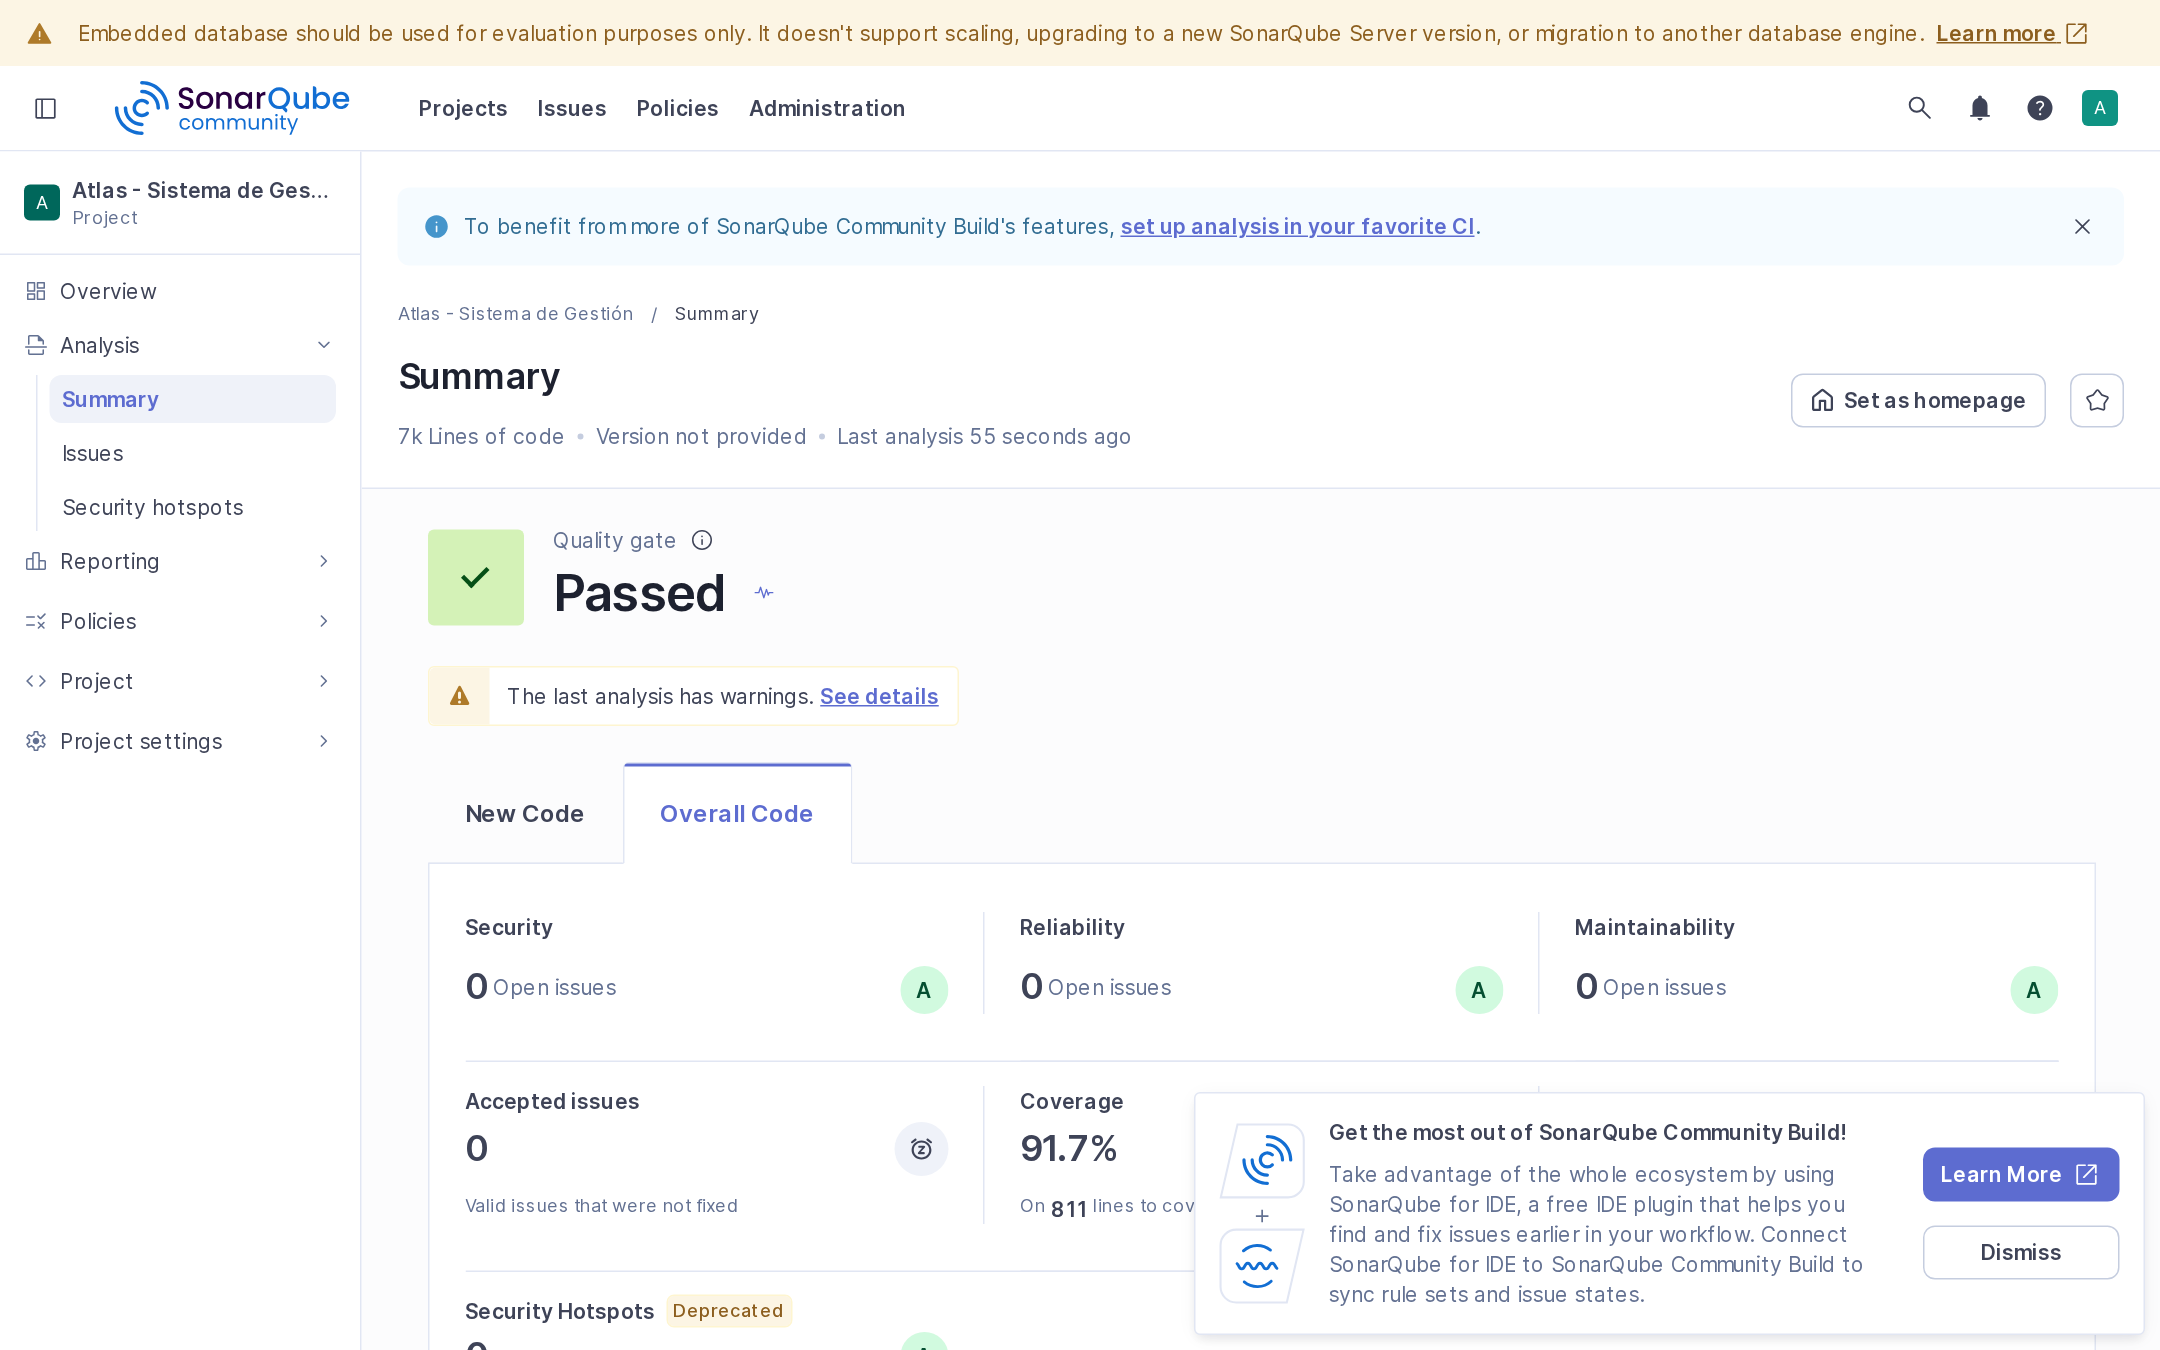 Embedded database should be used for evaluation purposes only. It doesn't support scaling, upgrading to a new SonarQube Server version, or migration to another database engine. Learn more
SonarQube community
Projects Issues Policies Administration
A
A
Atlas - Sistema de Ges...
Project
Overview
Analysis
Summary
Issues
Security hotspots
Reporting
Policies
Project
Project settings
To benefit from more of SonarQube Community Build's features, set up analysis in your favorite CI.
Atlas - Sistema de Gestión / Summary
Summary
Set as homepage
7k Lines of code • Version not provided • Last analysis 55 seconds ago
Quality gate
Passed
The last analysis has warnings. See details
New Code Overall Code
Security
0 Open issues A
Reliability
0 Open issues A
Maintainability
0 Open issues A
Accepted issues
0
Valid issues that were not fixed
Coverage
91.7%
On 811 lines to cov
Security Hotspots Deprecated
Get the most out of SonarQube Community Build!
Take advantage of the whole ecosystem by using
SonarQube for IDE, a free IDE plugin that helps you
find and fix issues earlier in your workflow. Connect
SonarQube for IDE to SonarQube Community Build to
sync rule sets and issue states.
Learn More
Dismiss